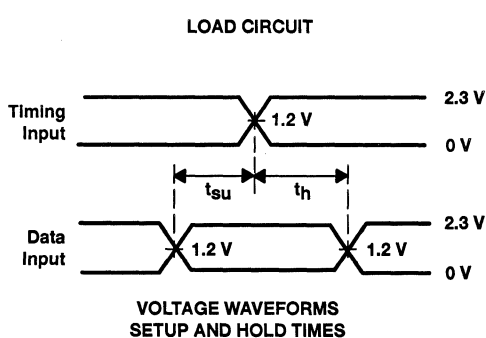 LOAD CIRCUIT
Timing
Input
2.3 V
1.2 V
0 V
tsu
th
Data
Input
2.3 V
1.2 V
1.2 V
0 V
VOLTAGE WAVEFORMS
SETUP AND HOLD TIMES